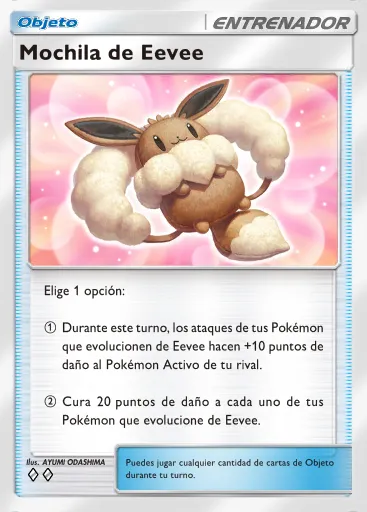 Objeto
ENTRENADOR
Mochila de Eevee
Elige 1 opción:
① Durante este turno, los ataques de tus Pokémon
que evolucionen de Eevee hacen +10 puntos de
daño al Pokémon Activo de tu rival.
② Cura 20 puntos de daño a cada uno de tus
Pokémon que evolucione de Eevee.
Ilus. AYUMI ODASHIMA
Puedes jugar cualquier cantidad de cartas de Objeto
durante tu turno.